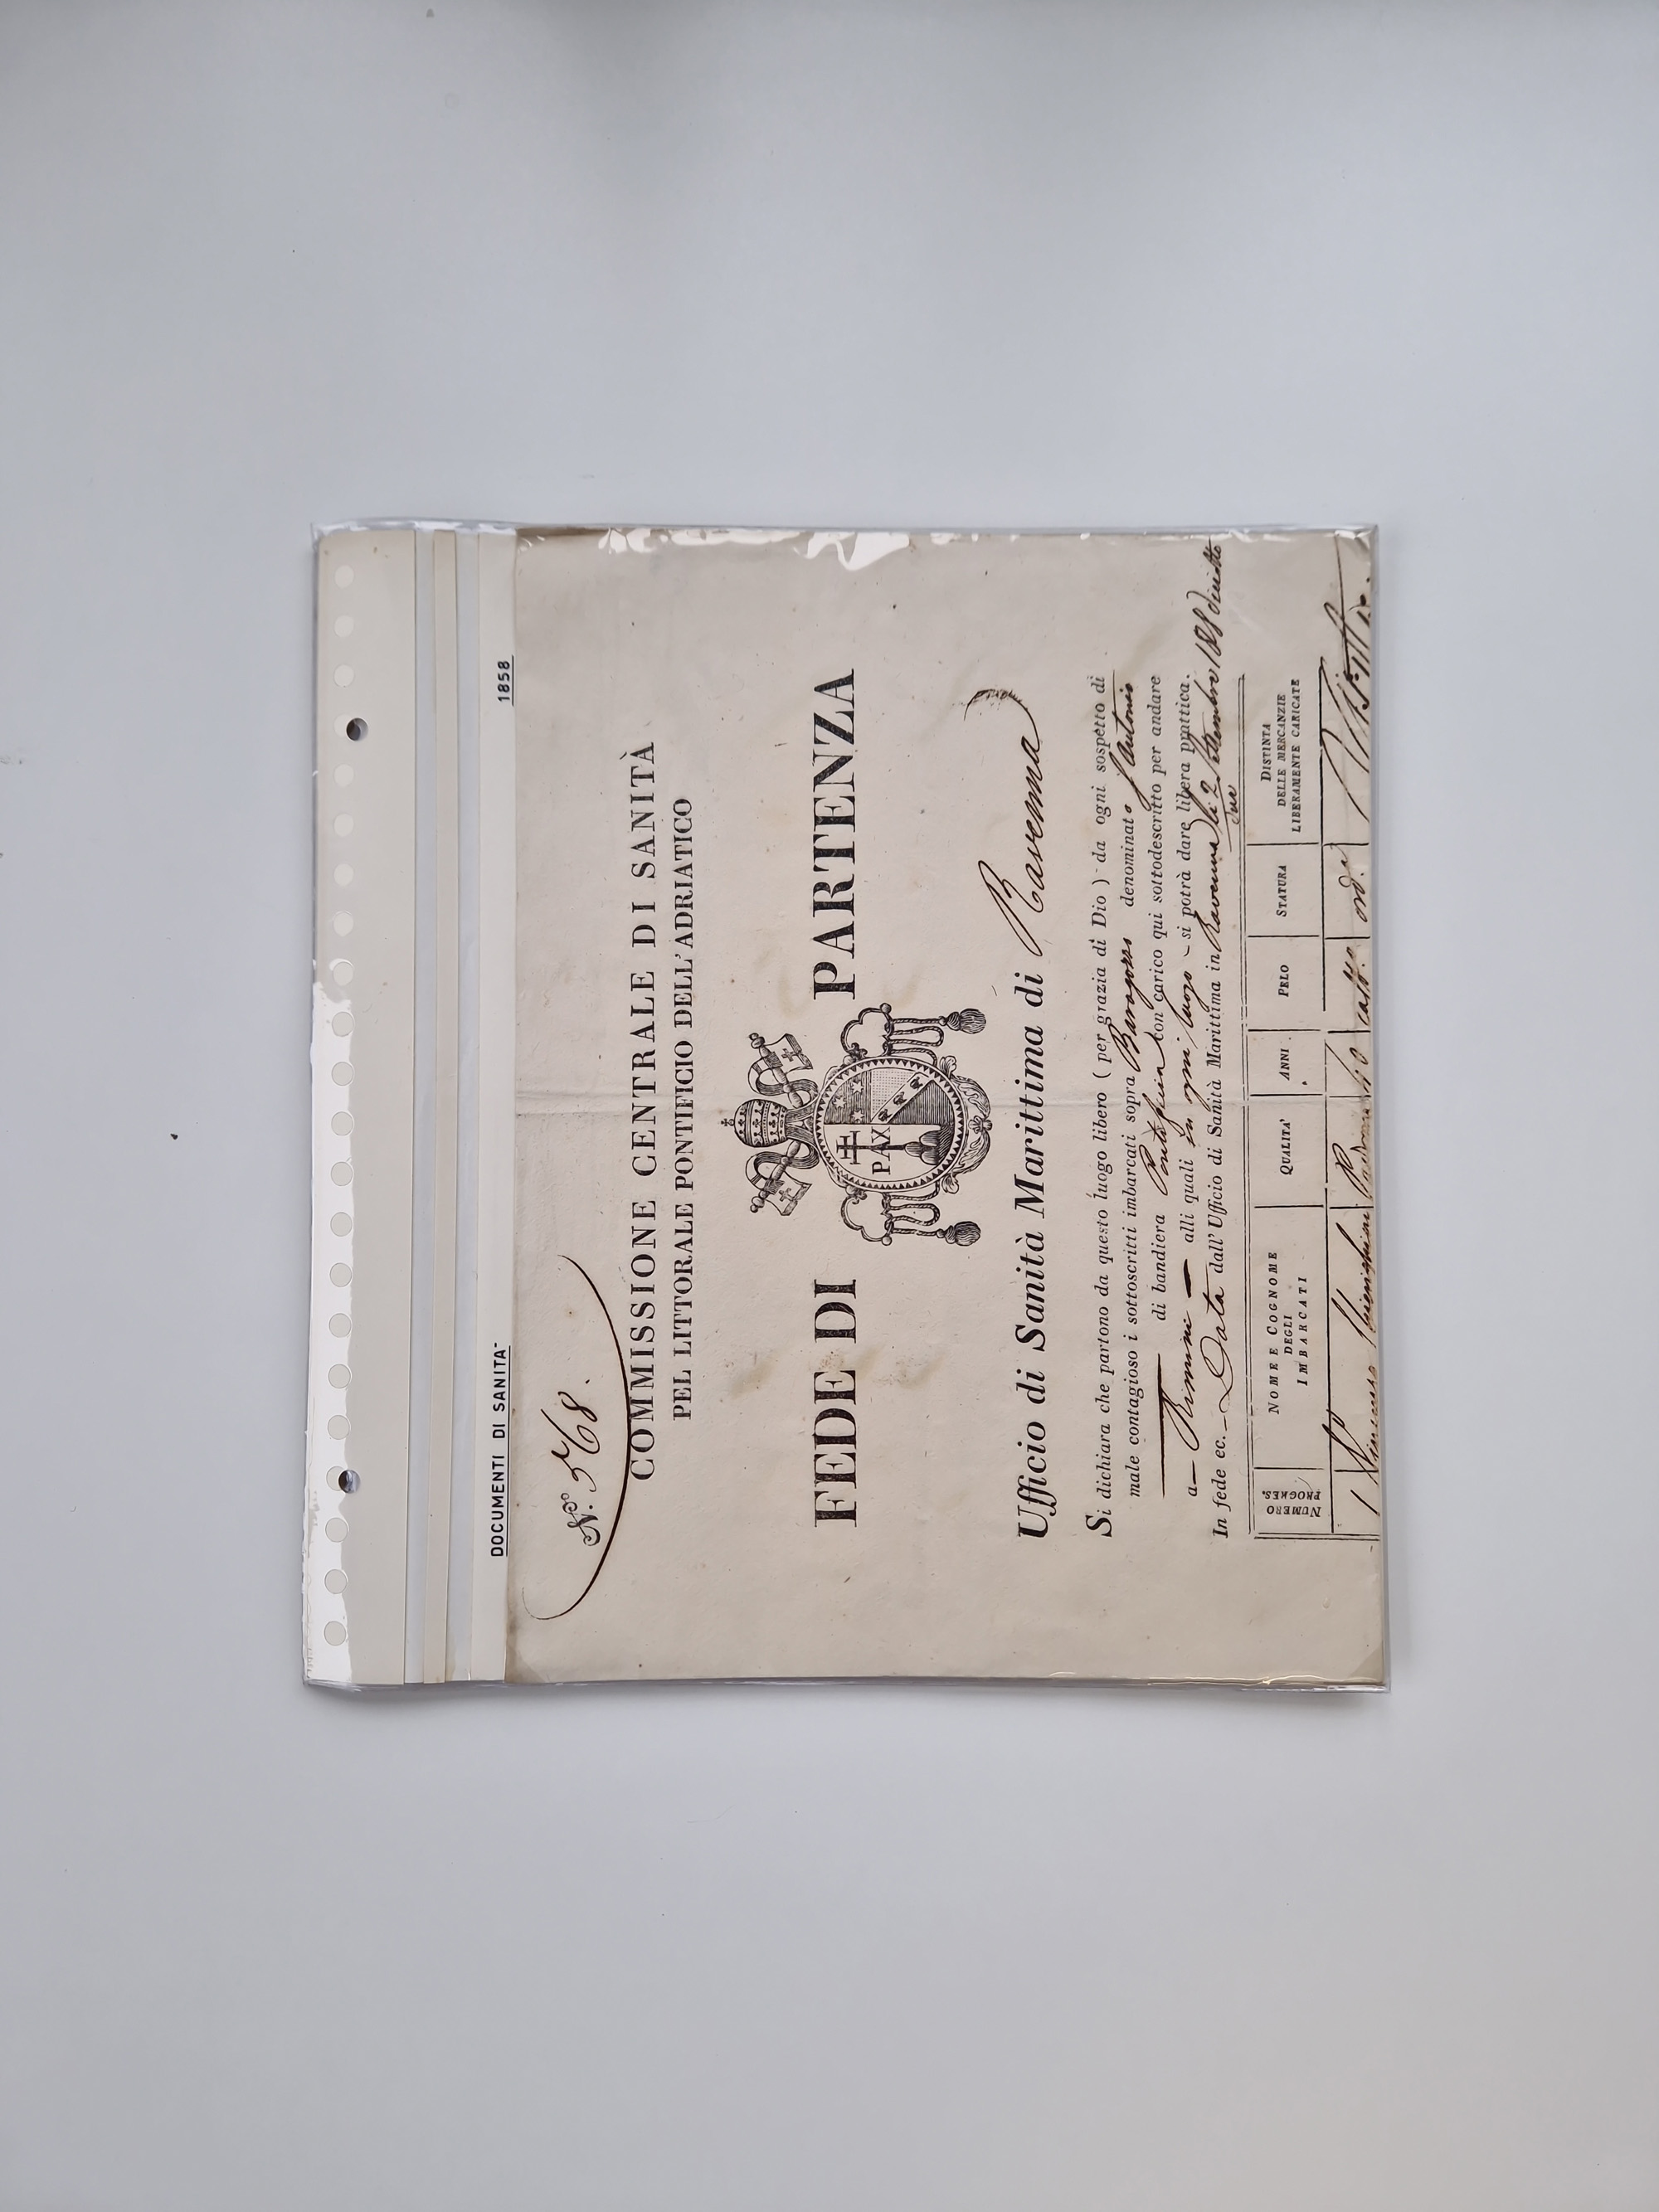 DOCUMENTI DI SANITA' 1858
N.º 568.
COMMISSIONE CENTRALE DI SANITÀ
PEL LITTORALE PONTIFICIO DELL'ADRIATICO
FEDE DI PARTENZA
PAX
Ufficio di Sanità Marittima di Ravenna
Si dichiara che partono da questo luogo libero ( per grazia di Dio ) da ogni sospetto di
male contagioso i sottoscritti imbarcati sopra denominato S. Antonio
di bandiera Pontificia con carico qui sottodescritto per andare
a Rimini alli quali in ogni luogo si potrà dare libera prattica.
In fede ec. Data dall' Ufficio di Sanità Marittima in Ravenna li 2 Settembre 1858
due
NUMERO PROGRES.
NOME E COGNOME
DEGLI
IMBARCATI
QUALITA'
ANNI
PELO
STATURA
DISTINTA
DELLE MERCANZIE
LIBERAMENTE CARICATE
1 Padrone cast.º ord.ª